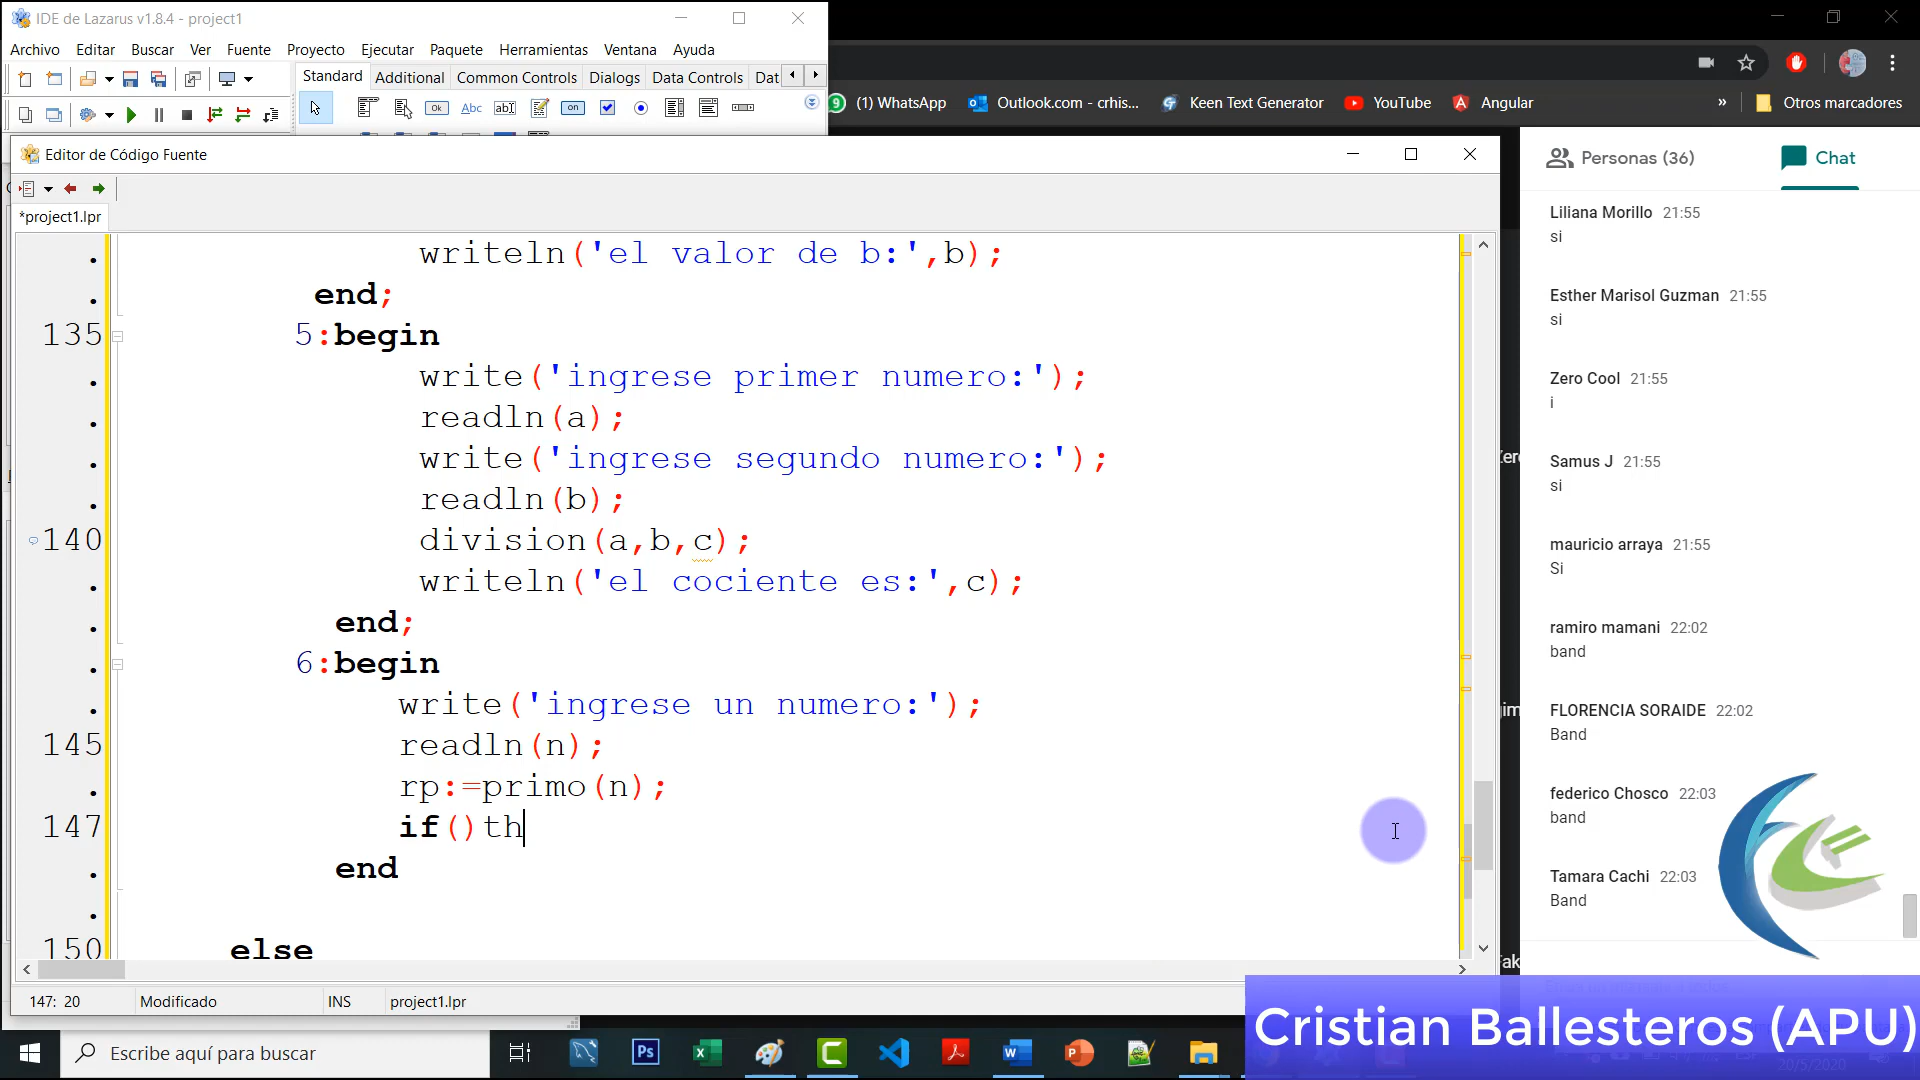 IDE de Lazarus v1.8.4 - project1
Archivo Editar Buscar Ver Fuente Proyecto Ejecutar Paquete Herramientas Ventana Ayuda
Standard Additional Common Controls Dialogs Data Controls Dat
Ok Abc ab on
(1) WhatsApp Outlook.com - crhis... Keen Text Generator YouTube Angular » Otros marcadores
Editor de Código Fuente
*project1.lpr
writeln('el valor de b:',b);
end;
135 5:begin
write('ingrese primer numero:');
readln(a);
write('ingrese segundo numero:');
readln(b);
140 division(a,b,c);
writeln('el cociente es:',c);
end;
6:begin
write('ingrese un numero:');
145 readln(n);
rp:=primo(n);
147 if()th
end
150 else
147: 20 Modificado INS project1.lpr
Personas (36) Chat
Liliana Morillo 21:55
si
Esther Marisol Guzman 21:55
si
Zero Cool 21:55
i
Samus J 21:55
si
mauricio arraya 21:55
Si
ramiro mamani 22:02
band
FLORENCIA SORAIDE 22:02
Band
federico Chosco 22:03
band
Tamara Cachi 22:03
Band
Cristian Ballesteros (APU)
Escribe aquí para buscar
20/5/2020